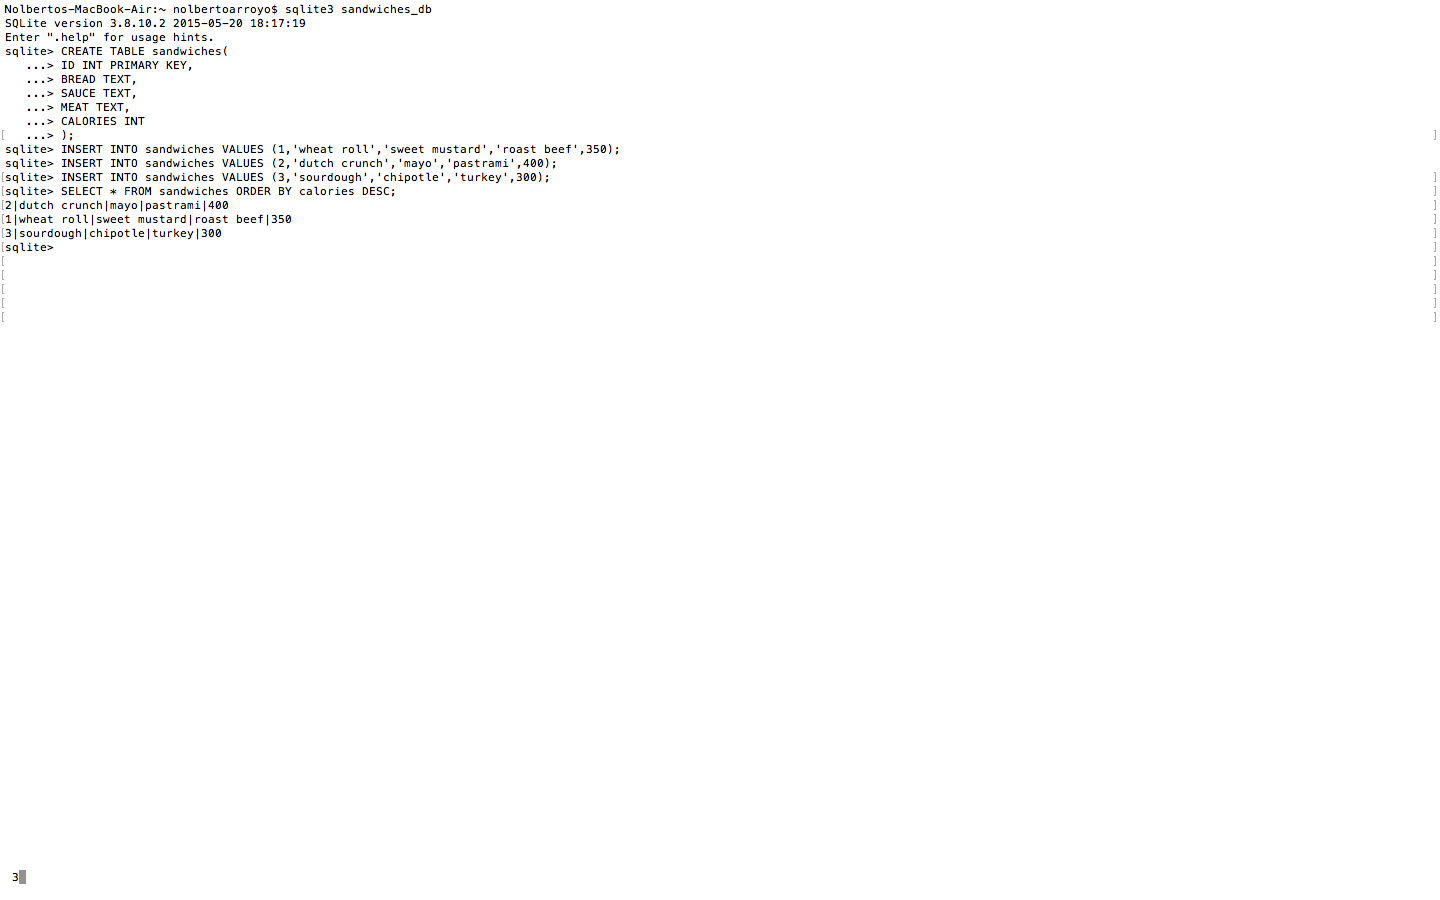 Nolbertos-MacBook-Air:~ nolbertoarroyo$ sqlite3 sandwiches_db
SQLite version 3.8.10.2 2015-05-20 18:17:19
Enter ".help" for usage hints.
sqlite> CREATE TABLE sandwiches(
   ...> ID INT PRIMARY KEY,
   ...> BREAD TEXT,
   ...> SAUCE TEXT,
   ...> MEAT TEXT,
   ...> CALORIES INT
[   ...> ); ]
sqlite> INSERT INTO sandwiches VALUES (1,'wheat roll','sweet mustard','roast beef',350);
sqlite> INSERT INTO sandwiches VALUES (2,'dutch crunch','mayo','pastrami',400);
[sqlite> INSERT INTO sandwiches VALUES (3,'sourdough','chipotle','turkey',300); ]
[sqlite> SELECT * FROM sandwiches ORDER BY calories DESC; ]
[2|dutch crunch|mayo|pastrami|400 ]
[1|wheat roll|sweet mustard|roast beef|350 ]
[3|sourdough|chipotle|turkey|300 ]
[sqlite> ]
[ ]
[ ]
[ ]
[ ]
[ ]
3